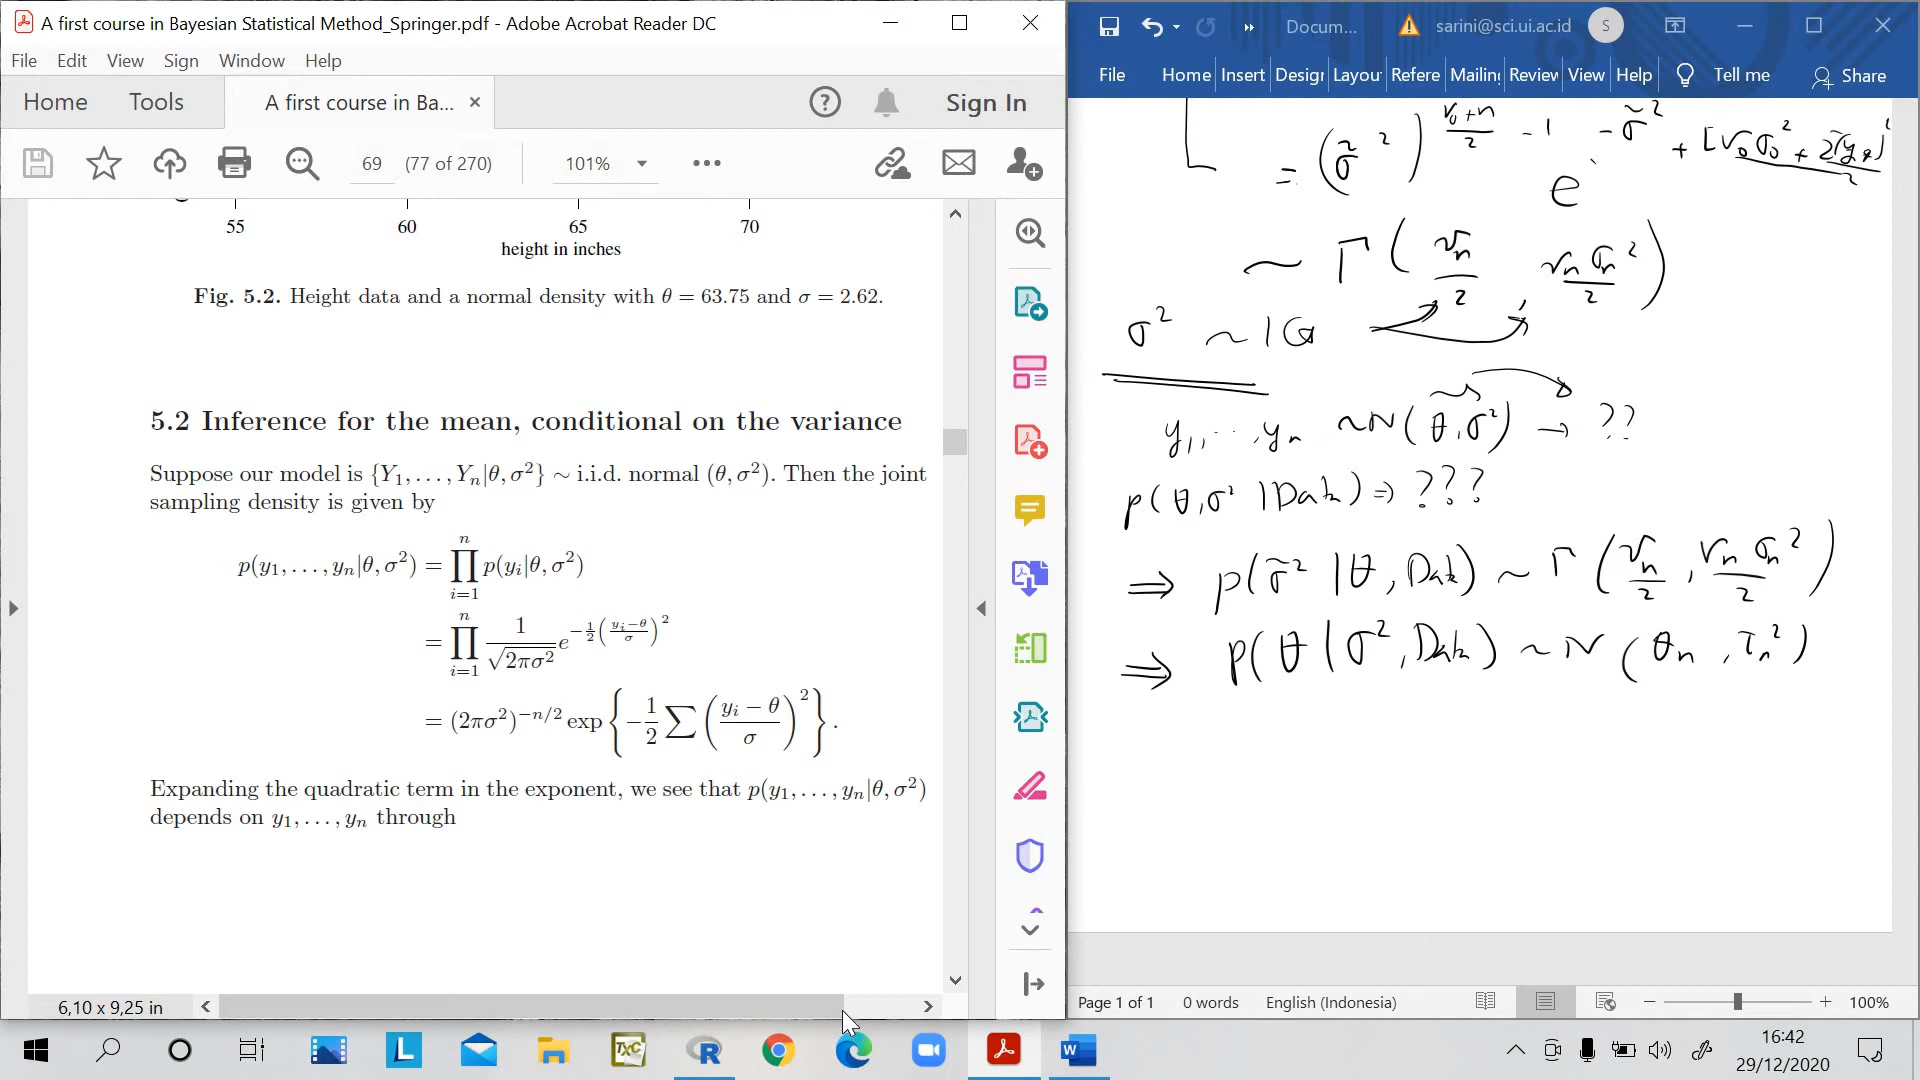 A first course in Bayesian Statistical Method_Springer.pdf - Adobe Acrobat Reader DC
File Edit View Sign Window Help
Home Tools A first course in Ba... × Sign In
69 (77 of 270) 101%
55 60 65 70
height in inches
Fig. 5.2. Height data and a normal density with θ = 63.75 and σ = 2.62.
5.2 Inference for the mean, conditional on the variance
Suppose our model is {Y₁, . . . , Yₙ|θ, σ²} ∼ i.i.d. normal (θ, σ²). Then the joint
sampling density is given by
p(y₁, . . . , yₙ|θ, σ²) = ∏ᵢ₌₁ⁿ p(yᵢ|θ, σ²)
= ∏ᵢ₌₁ⁿ 1/√(2πσ²) e^{−½((yᵢ−θ)/σ)²}
= (2πσ²)^{−n/2} exp {−½ ∑ ((yᵢ − θ)/σ)²} .
Expanding the quadratic term in the exponent, we see that p(y₁, . . . , yₙ|θ, σ²)
depends on y₁, . . . , yₙ through
6,10 x 9,25 in
Docum... sarini@sci.ui.ac.id S
File Home Insert Design Layou Refere Mailin Review View Help Tell me Share
∼ Γ ( νₙ/2 , νₙ σₙ²/2 )
σ² ∼ IG
y₁, ..., yₙ ∼ N(θ, σ²) → ??
p(θ, σ² | Data) ⇒ ???
⇒ p(σ̃² | θ, Data) ∼ Γ ( νₙ/2 , νₙ σₙ²/2 )
⇒ p(θ | σ², Data) ∼ N (θₙ , τₙ²)
Page 1 of 1 0 words English (Indonesia) 100%
16:42
29/12/2020